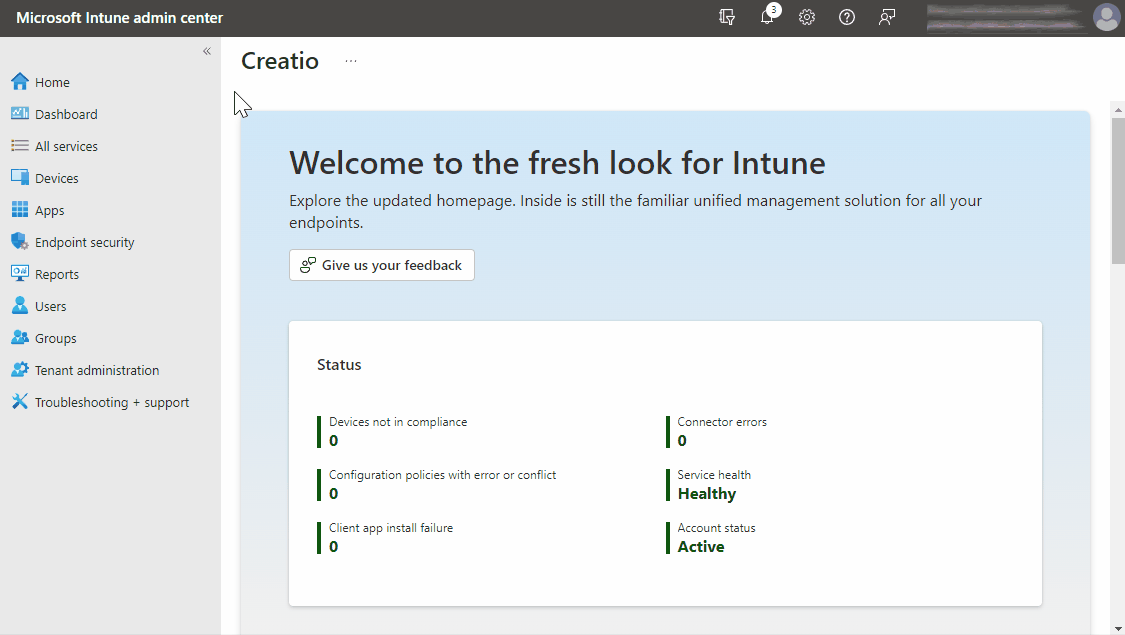 Microsoft Intune admin center
3
«
Creatio ...
Home
Dashboard
All services
Devices
Apps
Endpoint security
Reports
Users
Groups
Tenant administration
Troubleshooting + support
Welcome to the fresh look for Intune
Explore the updated homepage. Inside is still the familiar unified management solution for all your
endpoints.
Give us your feedback
Status
Devices not in compliance
0
Connector errors
0
Configuration policies with error or conflict
0
Service health
Healthy
Client app install failure
0
Account status
Active